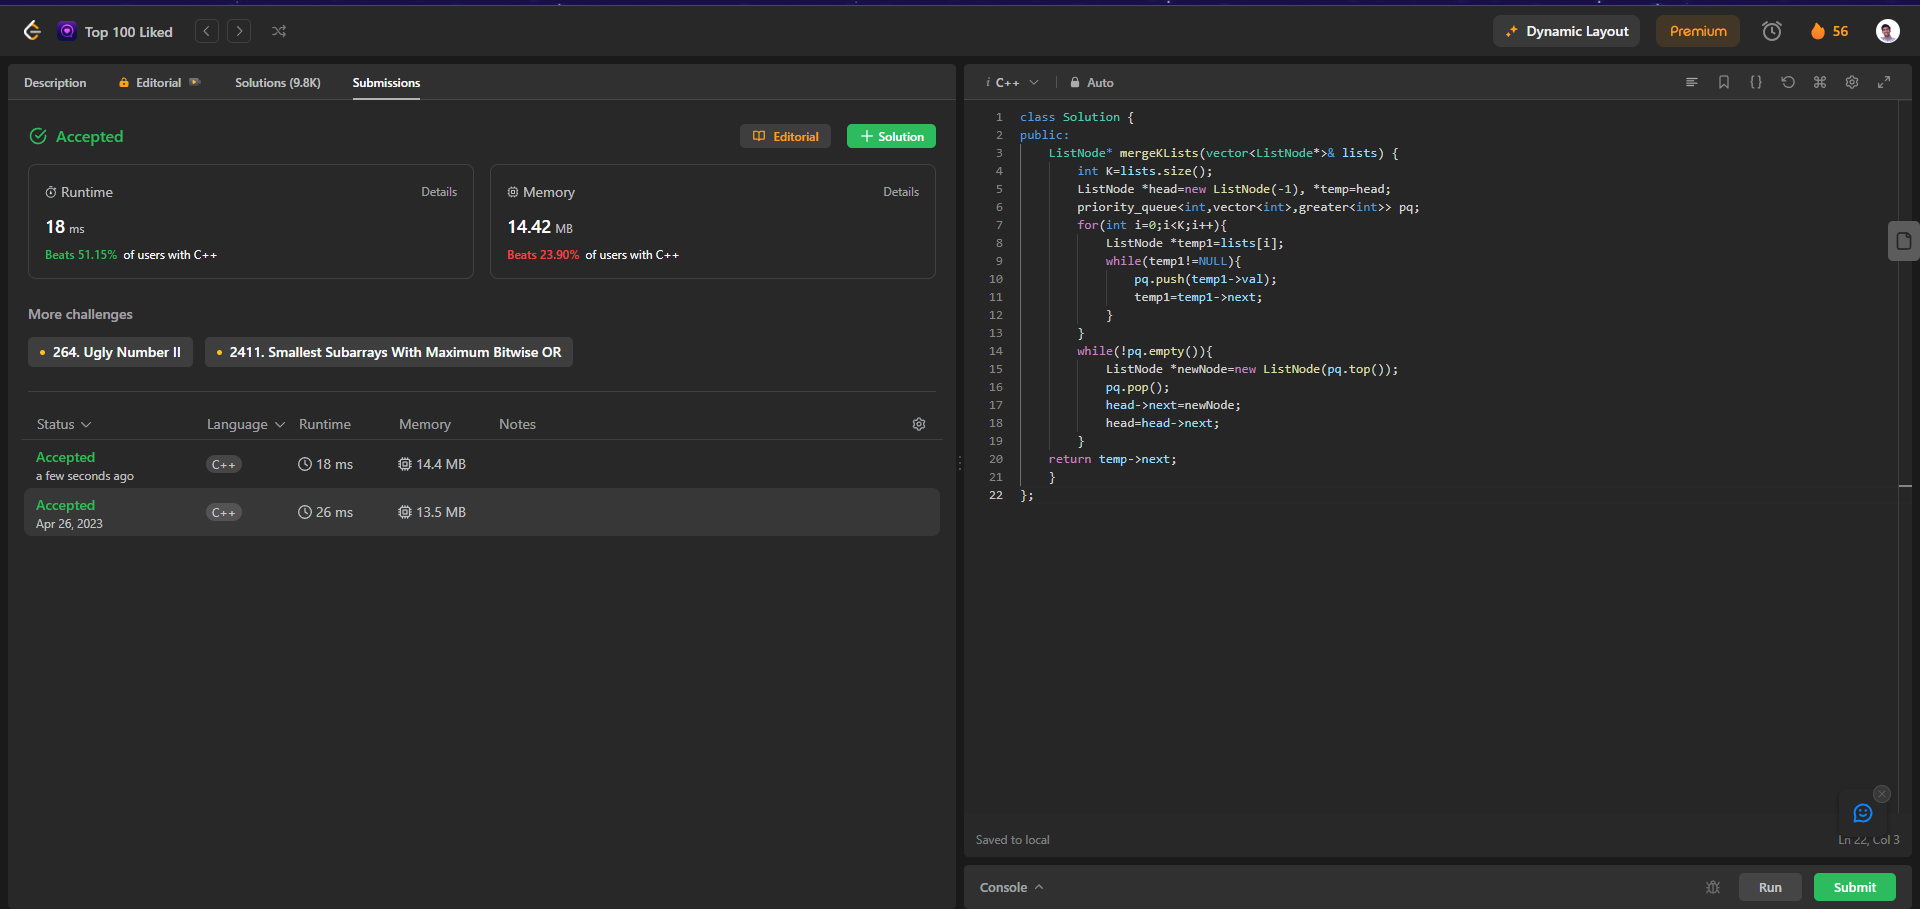 Top 100 Liked
Dynamic Layout
Premium
56
Description
Editorial
Solutions (9.8K)
Submissions
Accepted
Editorial
Solution
Runtime
Details
18 ms
Beats 51.15% of users with C++
Memory
Details
14.42 MB
Beats 23.90% of users with C++
More challenges
264. Ugly Number II
2411. Smallest Subarrays With Maximum Bitwise OR
Status Language Runtime Memory Notes
Accepted
a few seconds ago
C++ 18 ms 14.4 MB
Accepted
Apr 26, 2023
C++ 26 ms 13.5 MB
i C++ Auto
1 class Solution {
2 public:
3     ListNode* mergeKLists(vector<ListNode*>& lists) {
4         int K=lists.size();
5         ListNode *head=new ListNode(-1), *temp=head;
6         priority_queue<int,vector<int>,greater<int>> pq;
7         for(int i=0;i<K;i++){
8             ListNode *temp1=lists[i];
9             while(temp1!=NULL){
10                 pq.push(temp1->val);
11                 temp1=temp1->next;
12             }
13         }
14         while(!pq.empty()){
15             ListNode *newNode=new ListNode(pq.top());
16             pq.pop();
17             head->next=newNode;
18             head=head->next;
19         }
20     return temp->next;
21     }
22 };
Saved to local
Ln 22, Col 3
Console
Run
Submit